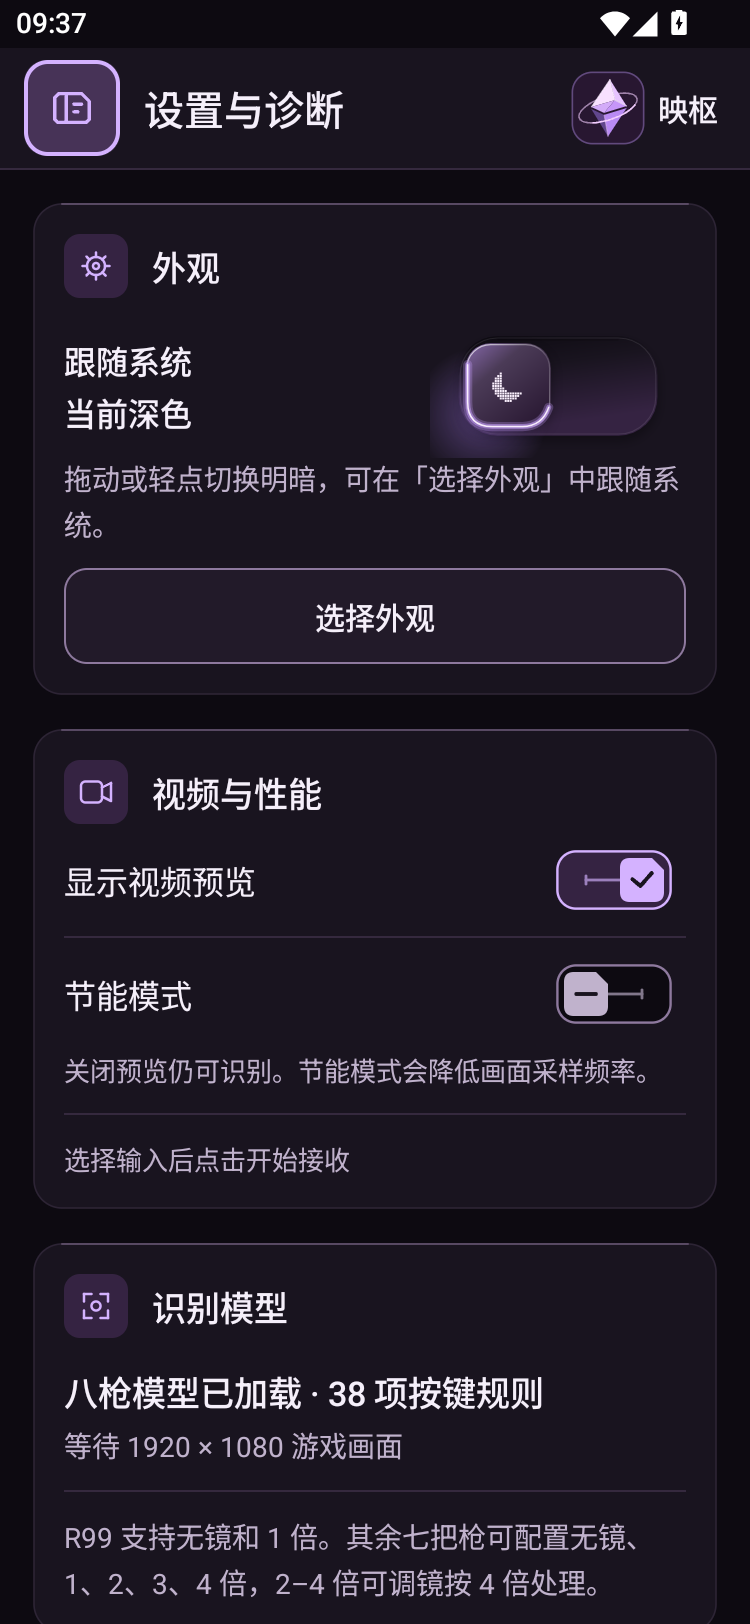 09:37
设置与诊断
映枢
外观
跟随系统
当前深色
拖动或轻点切换明暗，可在「选择外观」中跟随系
统。
选择外观
视频与性能
显示视频预览
节能模式
关闭预览仍可识别。节能模式会降低画面采样频率。
选择输入后点击开始接收
识别模型
八枪模型已加载 · 38 项按键规则
等待 1920 × 1080 游戏画面
R99 支持无镜和 1 倍。其余七把枪可配置无镜、
1、2、3、4 倍，2–4 倍可调镜按 4 倍处理。